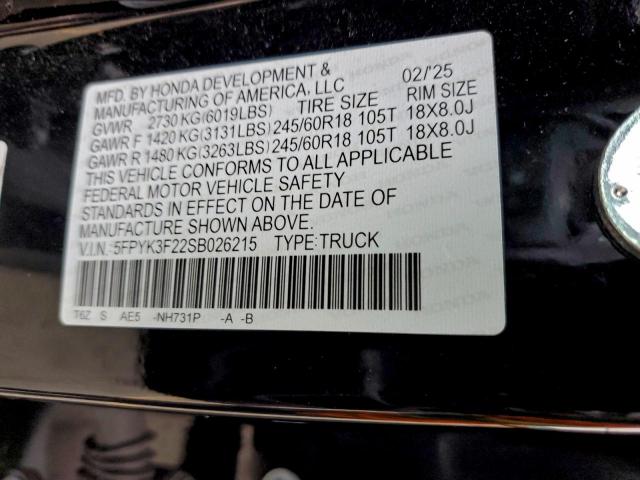 MFD. BY HONDA DEVELOPMENT &
MANUFACTURING OF AMERICA, LLC 02/'25
GVWR 2730 KG(6019LBS) TIRE SIZE RIM SIZE
GAWR F 1420 KG(3131LBS) 245/60R18 105T 18X8.0J
GAWR R 1480 KG(3263LBS) 245/60R18 105T 18X8.0J
THIS VEHICLE CONFORMS TO ALL APPLICABLE
FEDERAL MOTOR VEHICLE SAFETY
STANDARDS IN EFFECT ON THE DATE OF
MANUFACTURE SHOWN ABOVE.
V.I.N.: 5FPYK3F22SB026215 TYPE:TRUCK
T6Z S AE5 -NH731P -A -B